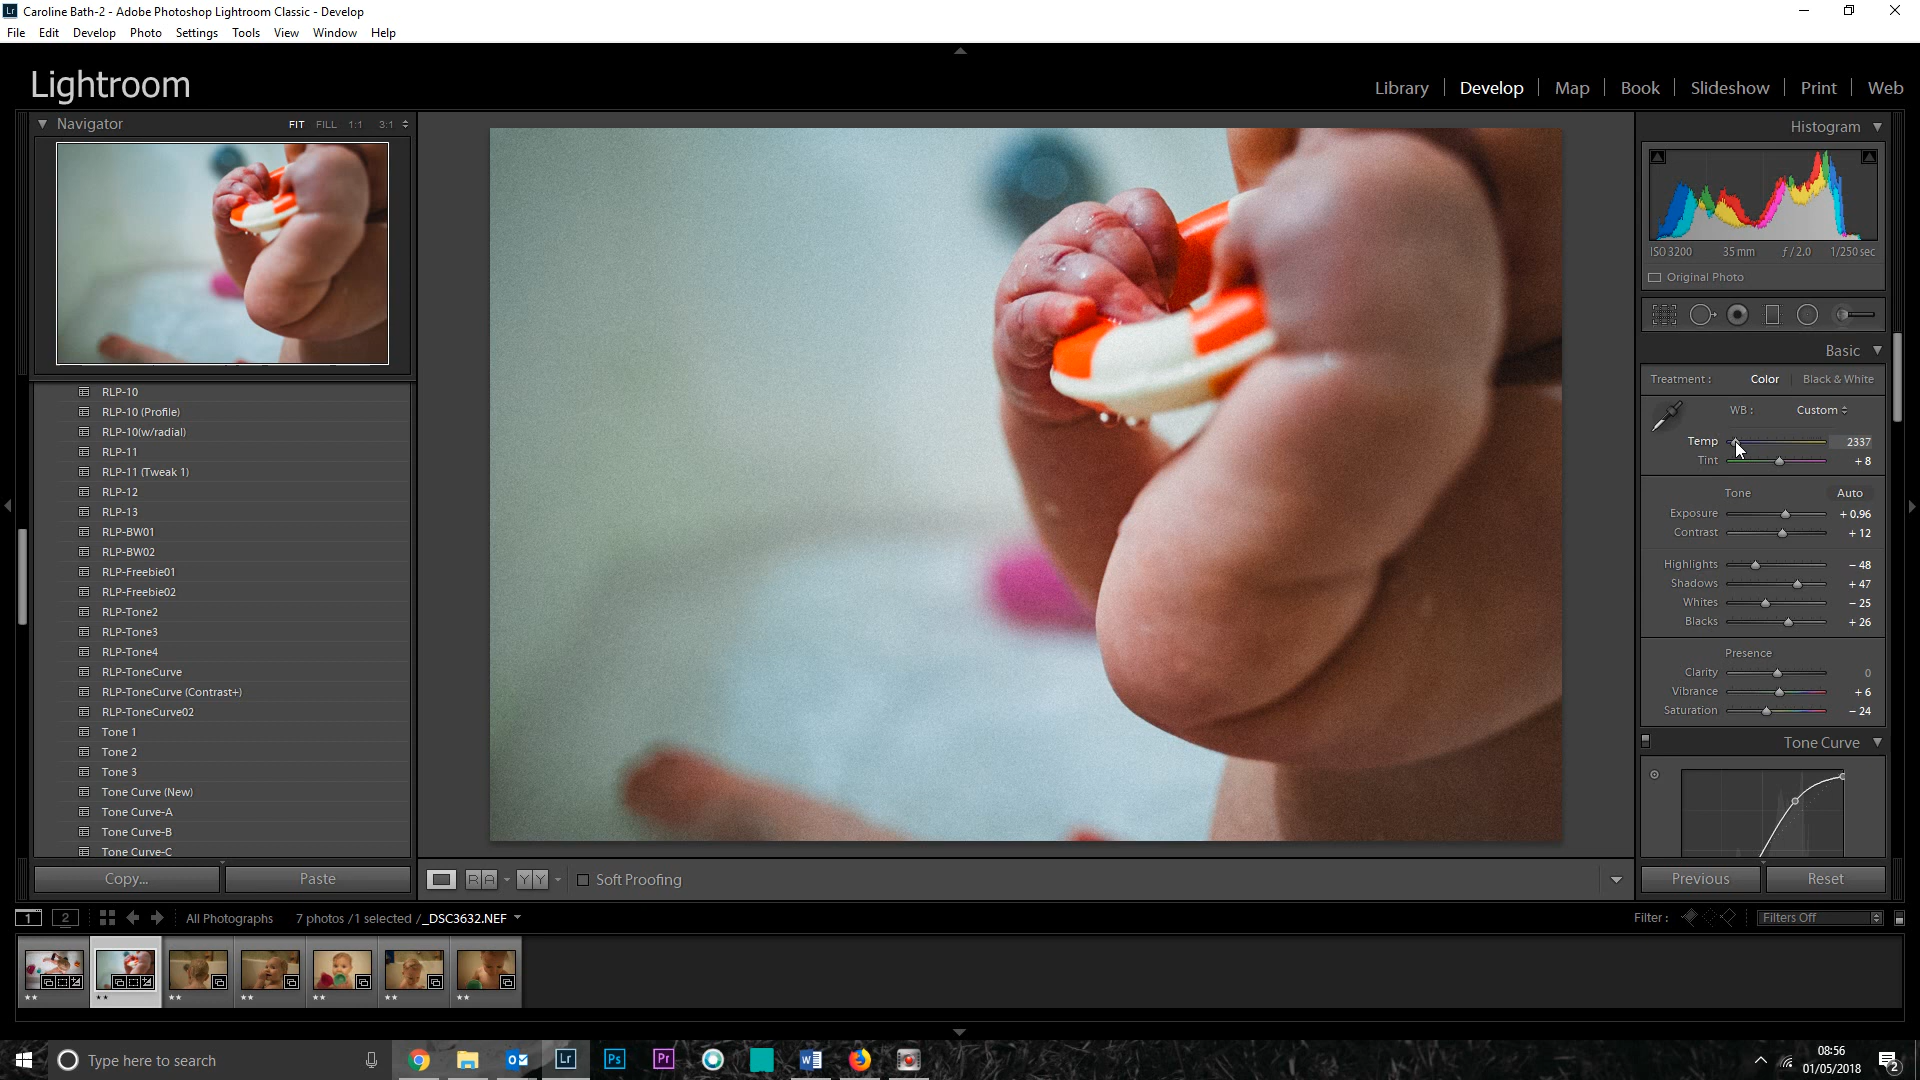 Lr Caroline Bath-2 - Adobe Photoshop Lightroom Classic - Develop
File Edit Develop Photo Settings Tools View Window Help
Lightroom
Library Develop Map Book Slideshow Print Web
Navigator FIT FILL 1:1 3:1
RLP-10
RLP-10 (Profile)
RLP-10(w/radial)
RLP-11
RLP-11 (Tweak 1)
RLP-12
RLP-13
RLP-BW01
RLP-BW02
RLP-Freebie01
RLP-Freebie02
RLP-Tone2
RLP-Tone3
RLP-Tone4
RLP-ToneCurve
RLP-ToneCurve (Contrast+)
RLP-ToneCurve02
Tone 1
Tone 2
Tone 3
Tone Curve (New)
Tone Curve-A
Tone Curve-B
Tone Curve-C
Copy... Paste
R A Y Y Soft Proofing
Histogram
ISO 3200 35 mm ƒ / 2.0 1/250 sec
Original Photo
Basic
Treatment : Color Black & White
WB : Custom
Temp 2337
Tint + 8
Tone Auto
Exposure + 0.96
Contrast + 12
Highlights − 48
Shadows + 47
Whites − 25
Blacks + 26
Presence
Clarity 0
Vibrance + 6
Saturation − 24
Tone Curve
Previous Reset
1 2 All Photographs 7 photos / 1 selected / _DSC3632.NEF Filter : Filters Off
Type here to search
Lr Ps Pr
08:56
01/05/2018
2